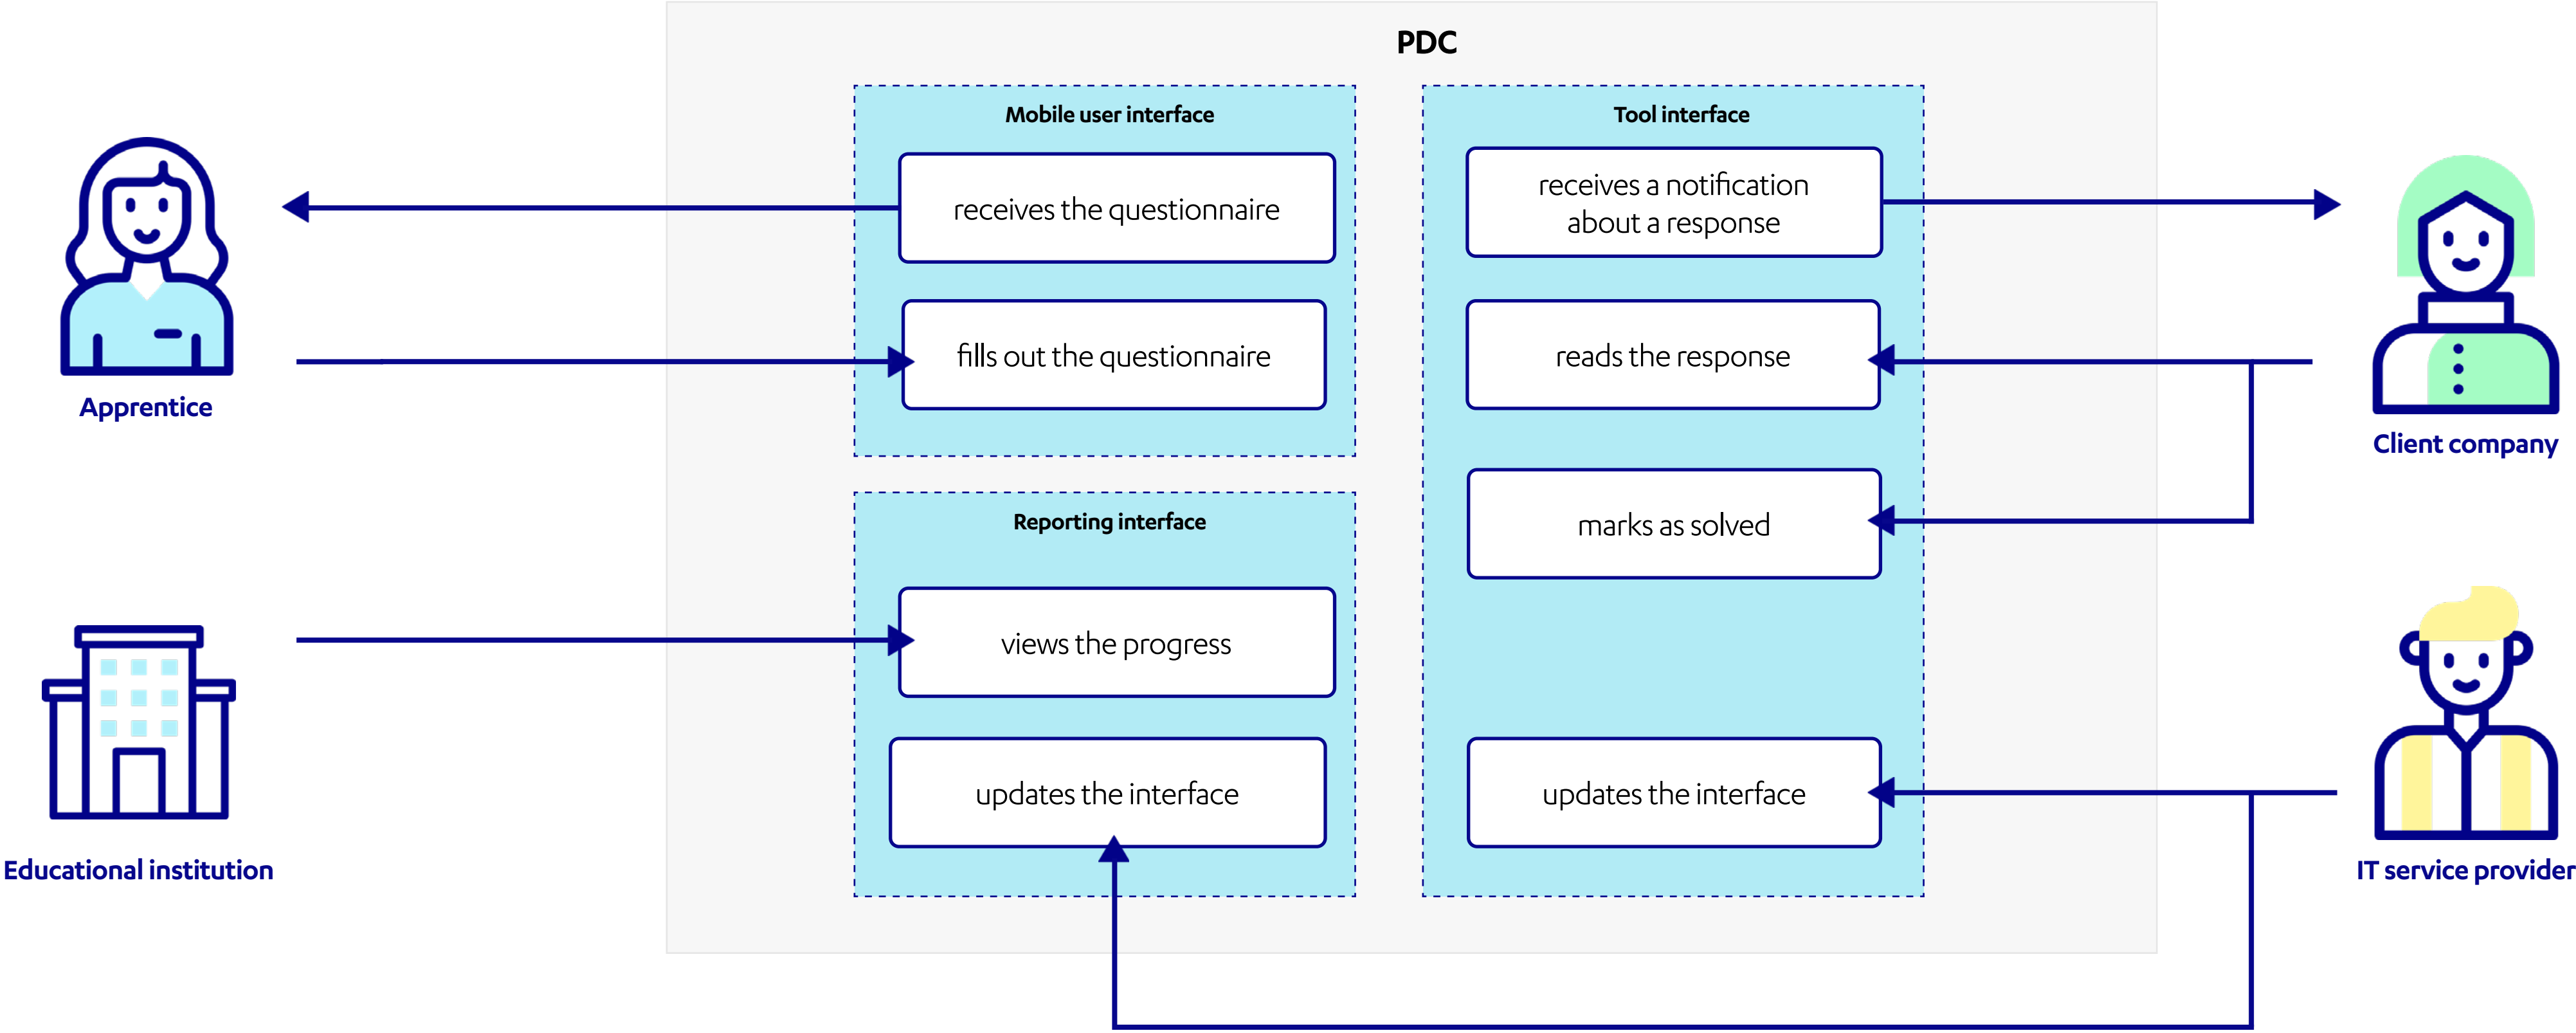 PDC
Mobile user interface
receives the questionnaire
fills out the questionnaire
Reporting interface
views the progress
updates the interface
Tool interface
receives a notification
about a response
reads the response
marks as solved
updates the interface
Apprentice
Educational institution
Client company
IT service provider